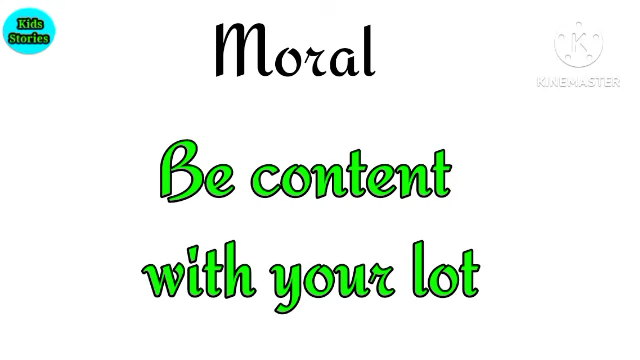 Kids
Stories
Moral
KINEMASTER
Be content
with your lot